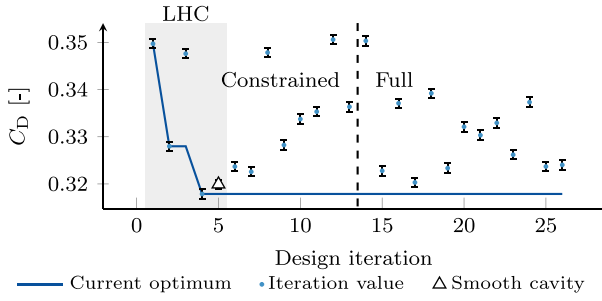 LHC
0.35
0.34
0.33
0.32
C_D [-]
Constrained
Full
0 5 10 15 20 25
Design iteration
Current optimum Iteration value Smooth cavity